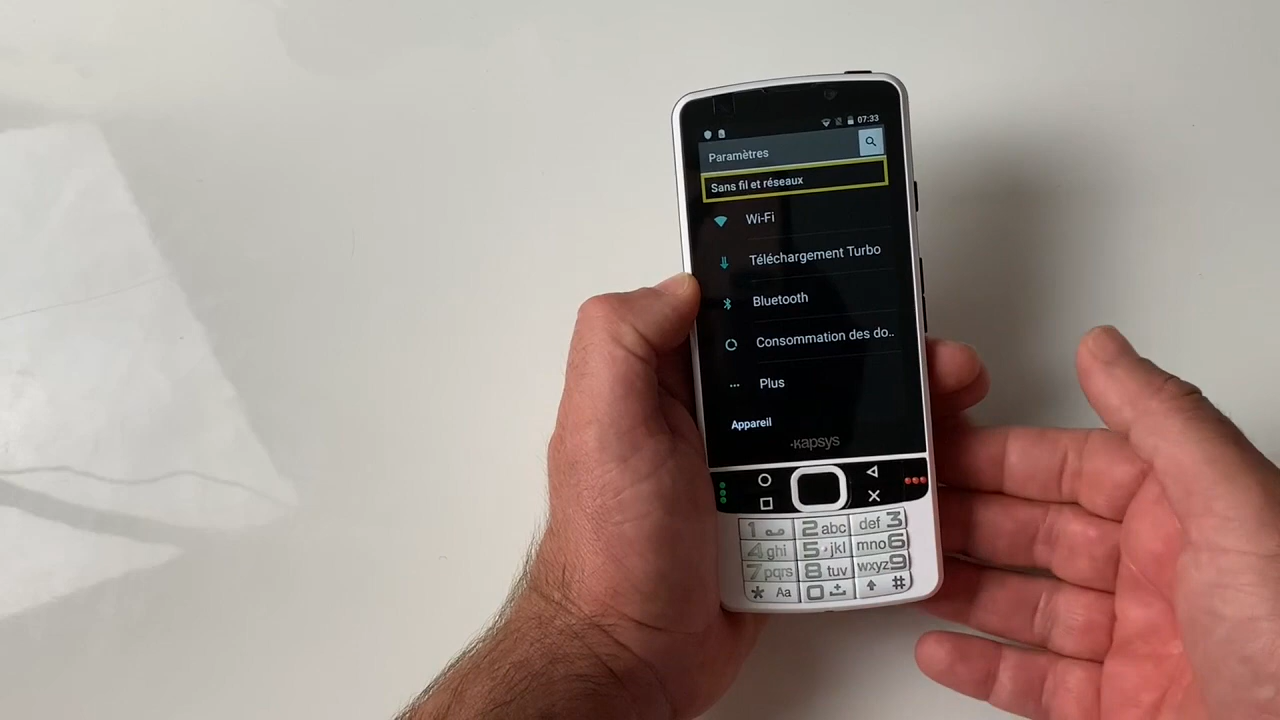 07:33
Paramètres
Sans fil et réseaux
Wi-Fi
Téléchargement Turbo
Bluetooth
Consommation des do..
Plus
Appareil
kapsys
1 2 abc def 3
4 ghi 5 jkl mno 6
7 pqrs 8 tuv wxyz 9
* Aa 0 #